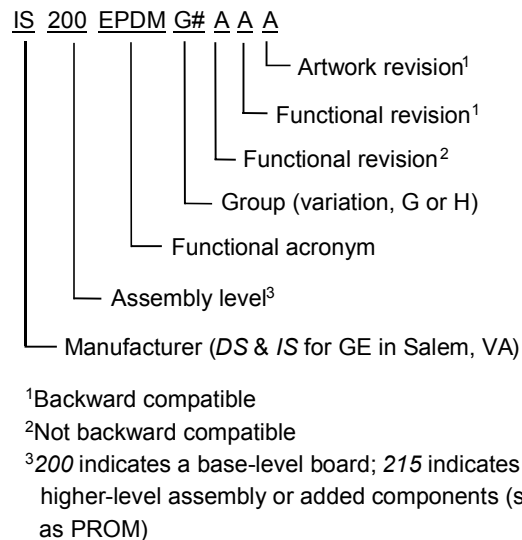 IS 200 EPDM G# A A A
Artwork revision¹
Functional revision¹
Functional revision²
Group (variation, G or H)
Functional acronym
Assembly level³
Manufacturer (DS & IS for GE in Salem, VA)
¹Backward compatible
²Not backward compatible
³200 indicates a base-level board; 215 indicates
higher-level assembly or added components (
as PROM)